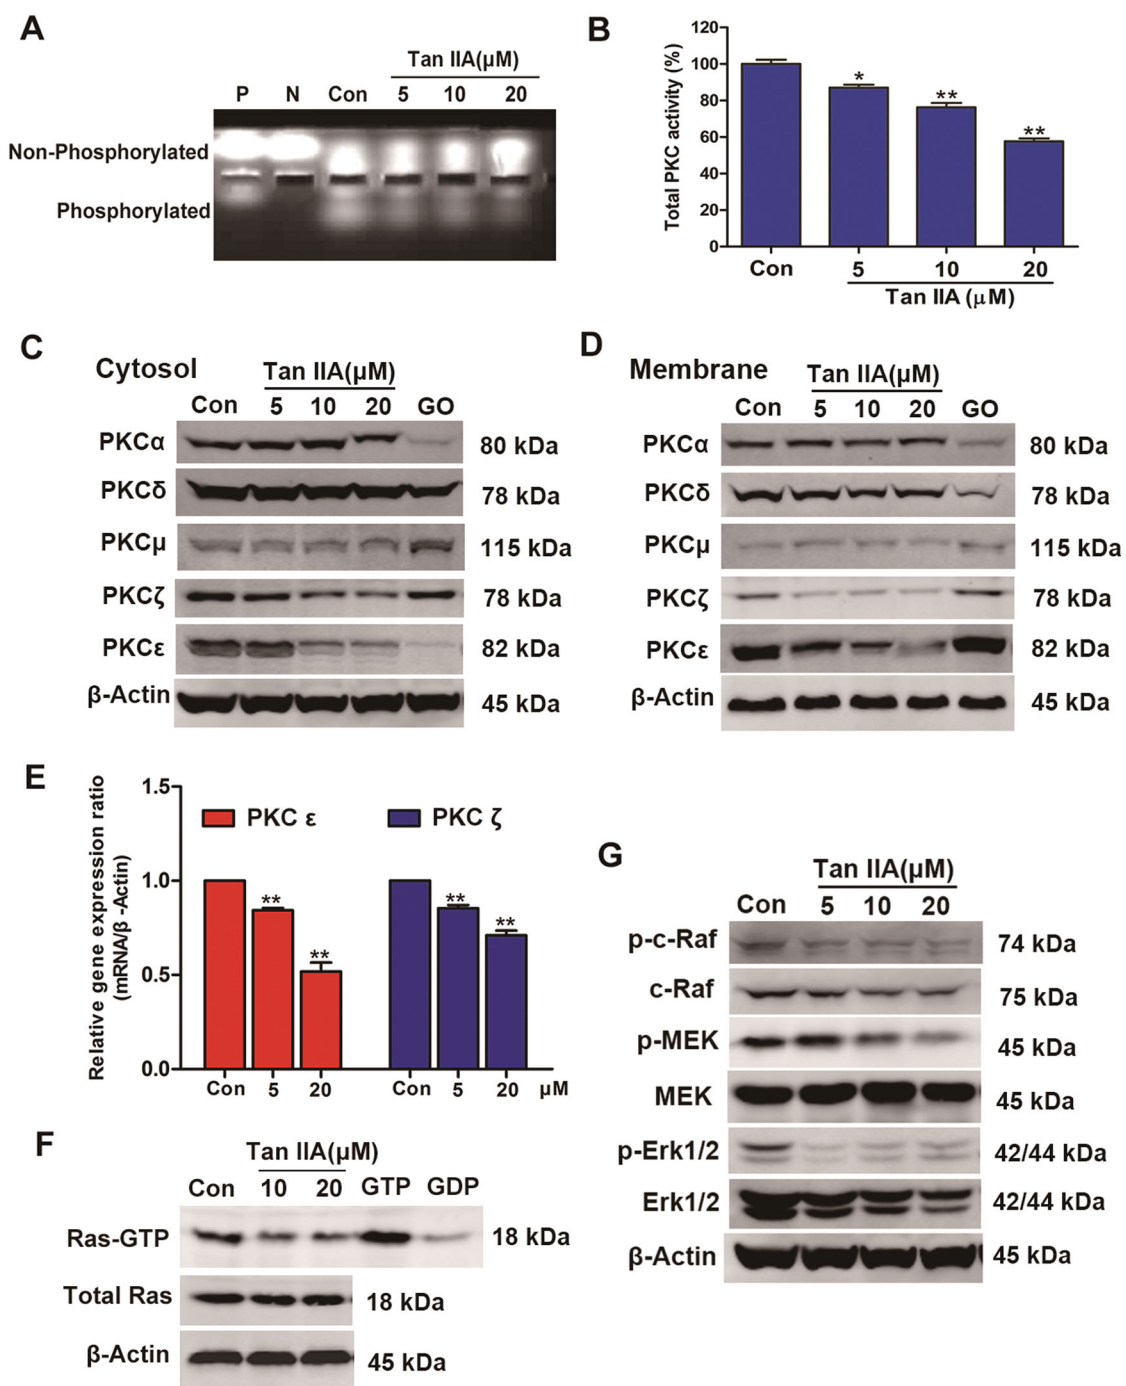 A
Tan IIA(μM)
P N Con 5 10 20
Non-Phosphorylated
Phosphorylated
B
Total PKC activity (%)
120
100
80
60
40
20
0
*
**
**
Con 5 10 20
Tan IIA (μM)
C
Cytosol
Tan IIA(μM)
Con 5 10 20 GO
PKCα 80 kDa
PKCδ 78 kDa
PKCμ 115 kDa
PKCζ 78 kDa
PKCε 82 kDa
β-Actin 45 kDa
D
Membrane
Tan IIA(μM)
Con 5 10 20 GO
PKCα 80 kDa
PKCδ 78 kDa
PKCμ 115 kDa
PKCζ 78 kDa
PKCε 82 kDa
β-Actin 45 kDa
E
Relative gene expression ratio
(mRNA/β -Actin)
1.5
1.0
0.5
0.0
PKC ε PKC ζ
**
**
**
**
Con 5 20 Con 5 20 μM
F
Tan IIA(μM)
Con 10 20 GTP GDP
Ras-GTP 18 kDa
Total Ras 18 kDa
β-Actin 45 kDa
G
Tan IIA(μM)
Con 5 10 20
p-c-Raf 74 kDa
c-Raf 75 kDa
p-MEK 45 kDa
MEK 45 kDa
p-Erk1/2 42/44 kDa
Erk1/2 42/44 kDa
β-Actin 45 kDa